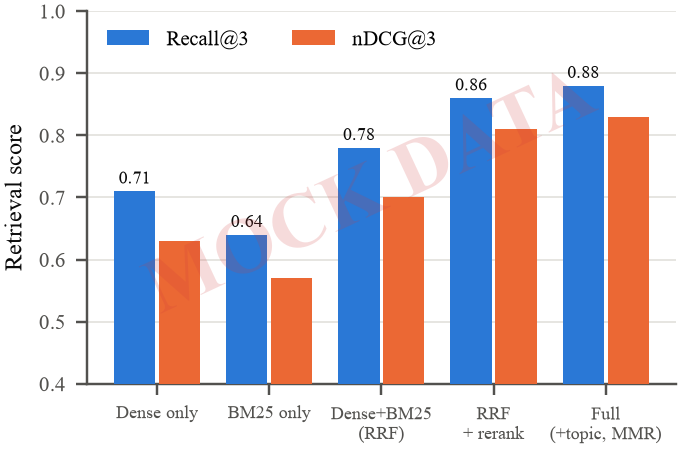 Recall@3 nDCG@3
Retrieval score
1.0
0.9
0.8
0.7
0.6
0.5
0.4
0.71
0.64
0.78
0.86
0.88
MOCK DATA
Dense only
BM25 only
Dense+BM25
(RRF)
RRF
+ rerank
Full
(+topic, MMR)